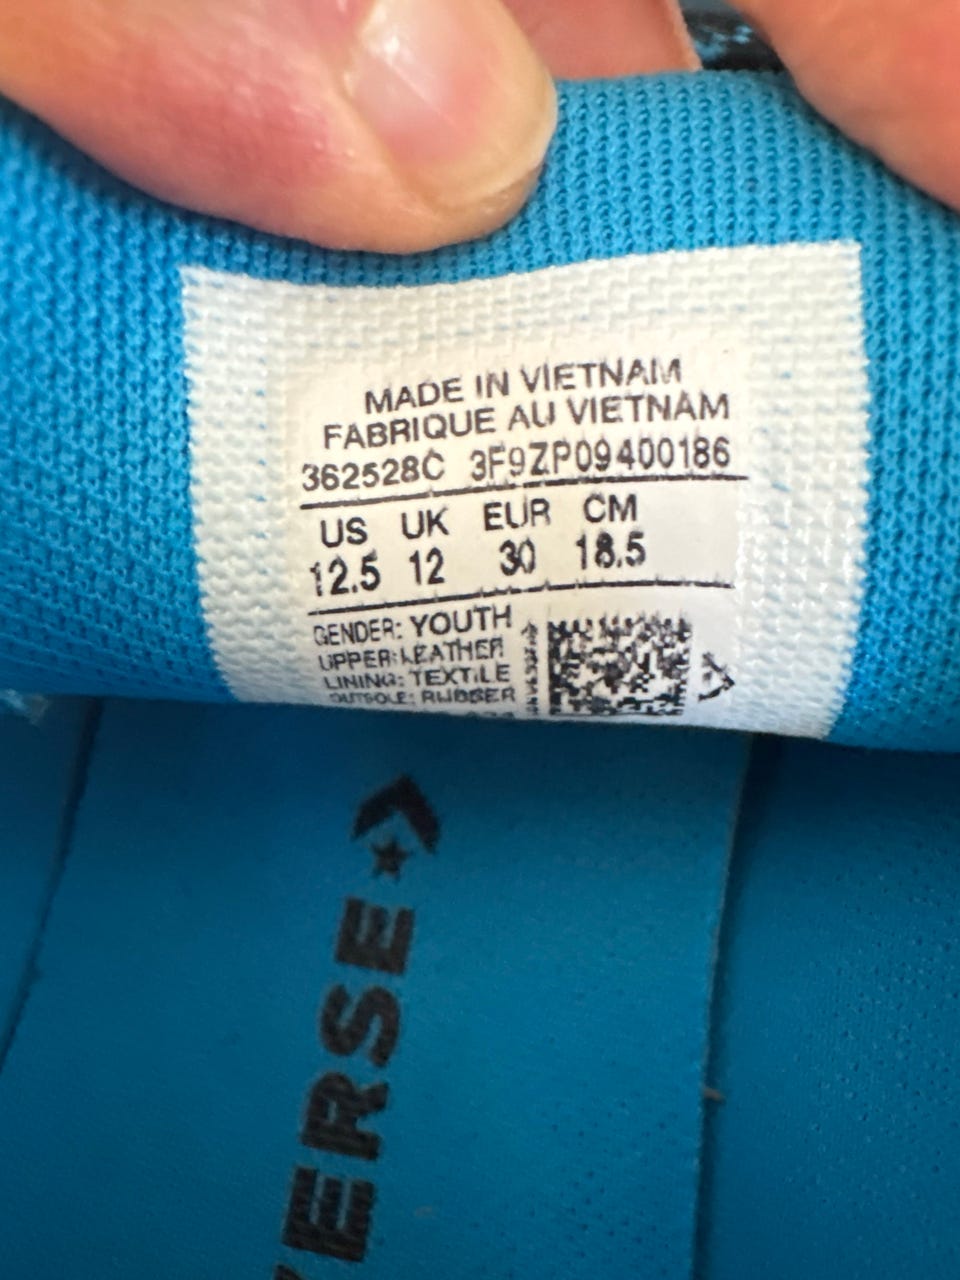 MADE IN VIETNAM
FABRIQUE AU VIETNAM
362528C 3F9ZP09400186
US UK EUR CM
12.5 12 30 18.5
GENDER: YOUTH
UPPER: LEATHER
LINING: TEXTILE
OUTSOLE: RUBBER
VERSE